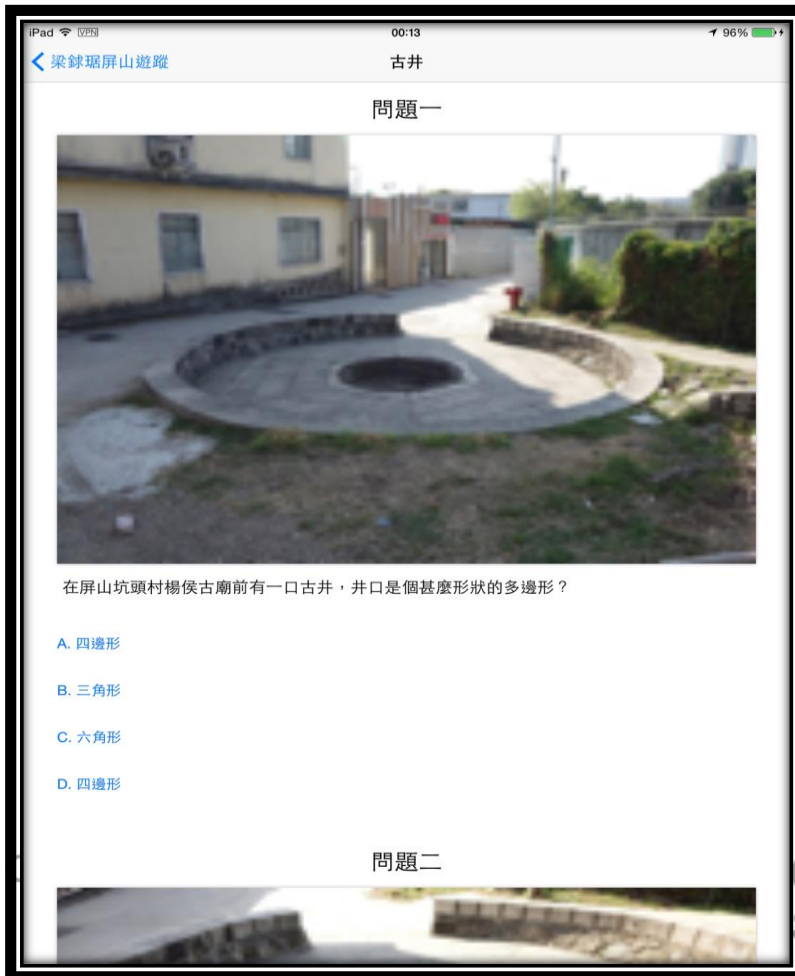 iPad VPN 00:13 96%
梁銶琚屏山遊蹤 古井
問題一
在屏山坑頭村楊侯古廟前有一口古井，井口是個甚麼形狀的多邊形？
A. 四邊形
B. 三角形
C. 六角形
D. 四邊形
問題二